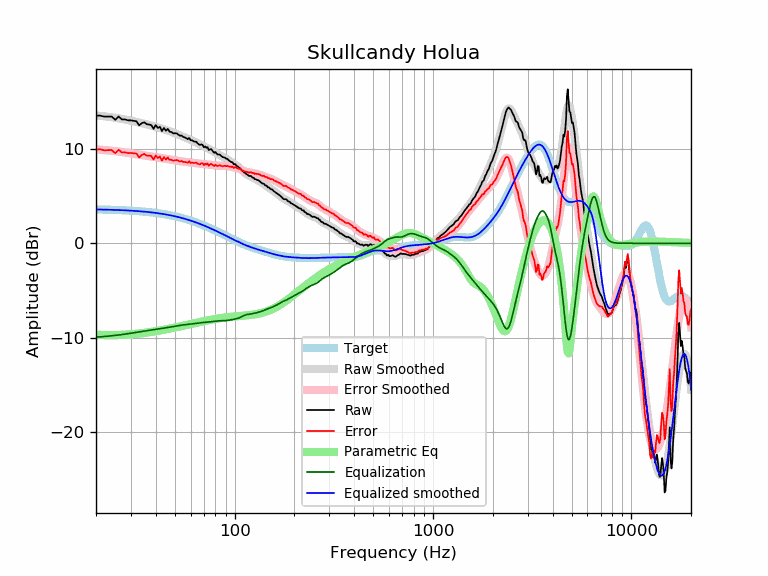 Skullcandy Holua
Amplitude (dBr)
10
0
−10
−20
Target
Raw Smoothed
Error Smoothed
Raw
Error
Parametric Eq
Equalization
Equalized smoothed
100
1000
10000
Frequency (Hz)